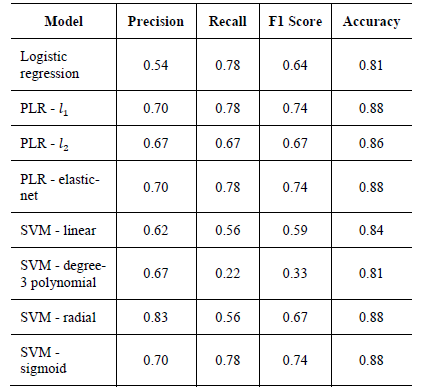 Model Precision Recall F1 Score Accuracy
Logistic
regression 0.54 0.78 0.64 0.81
PLR - l₁ 0.70 0.78 0.74 0.88
PLR - l₂ 0.67 0.67 0.67 0.86
PLR - elastic-
net 0.70 0.78 0.74 0.88
SVM - linear 0.62 0.56 0.59 0.84
SVM - degree-
3 polynomial 0.67 0.22 0.33 0.81
SVM - radial 0.83 0.56 0.67 0.88
SVM -
sigmoid 0.70 0.78 0.74 0.88